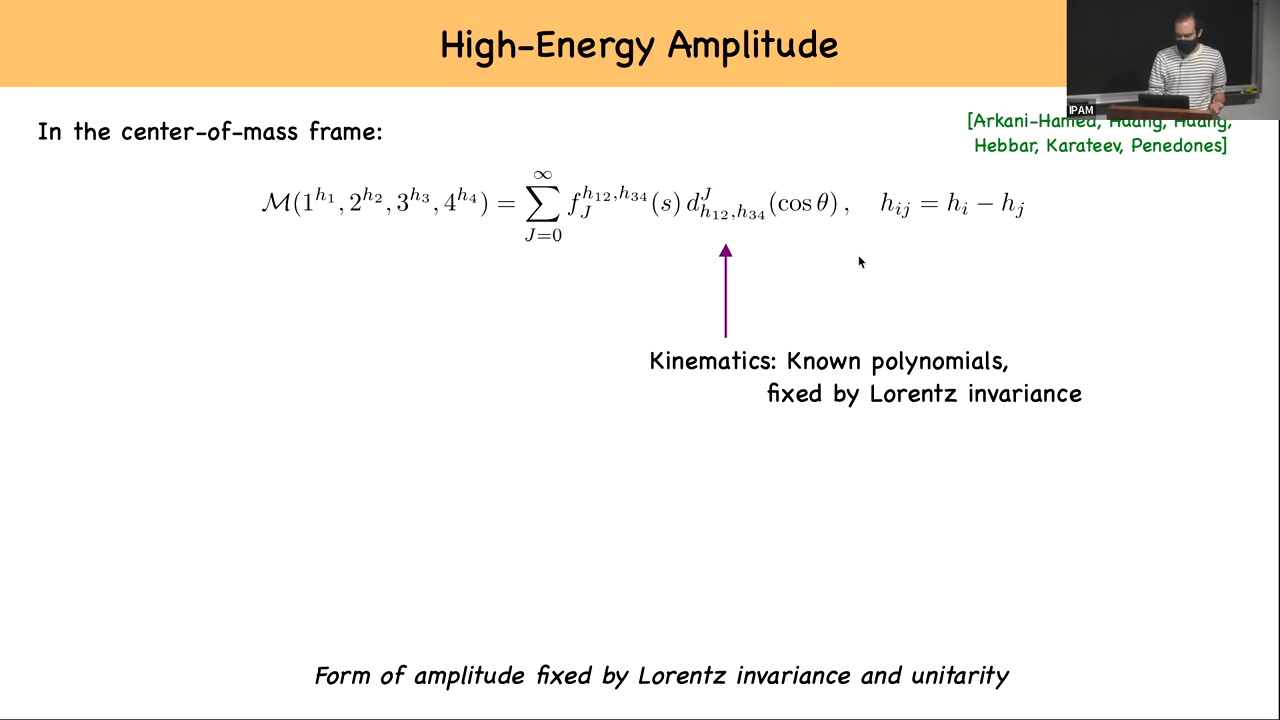 High-Energy Amplitude
IPAM
In the center-of-mass frame:
[Arkani-Hamed, Huang, Huang,
Hebbar, Karateev, Penedones]
$\mathcal{M}(1^{h_1}, 2^{h_2}, 3^{h_3}, 4^{h_4}) = \sum_{J=0}^{\infty} f_J^{h_{12},h_{34}}(s)\, d^J_{h_{12},h_{34}}(\cos\theta)\,, \quad h_{ij} = h_i - h_j$
Kinematics: Known polynomials,
fixed by Lorentz invariance
Form of amplitude fixed by Lorentz invariance and unitarity